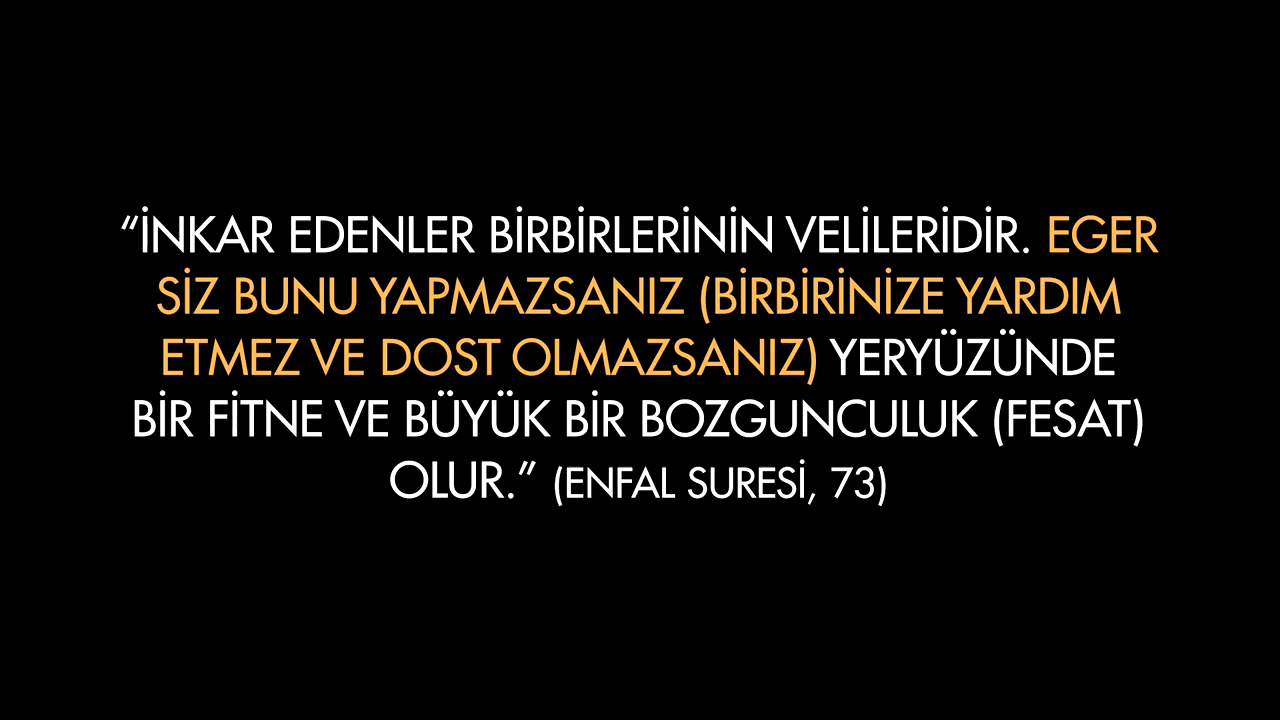 “İNKAR EDENLER BİRBİRLERİNİN VELİLERİDİR. EGER
SİZ BUNU YAPMAZSANIZ (BİRBİRİNİZE YARDIM
ETMEZ VE DOST OLMAZSANIZ) YERYÜZÜNDE
BİR FİTNE VE BÜYÜK BİR BOZGUNCULUK (FESAT)
OLUR.” (ENFAL SURESİ, 73)